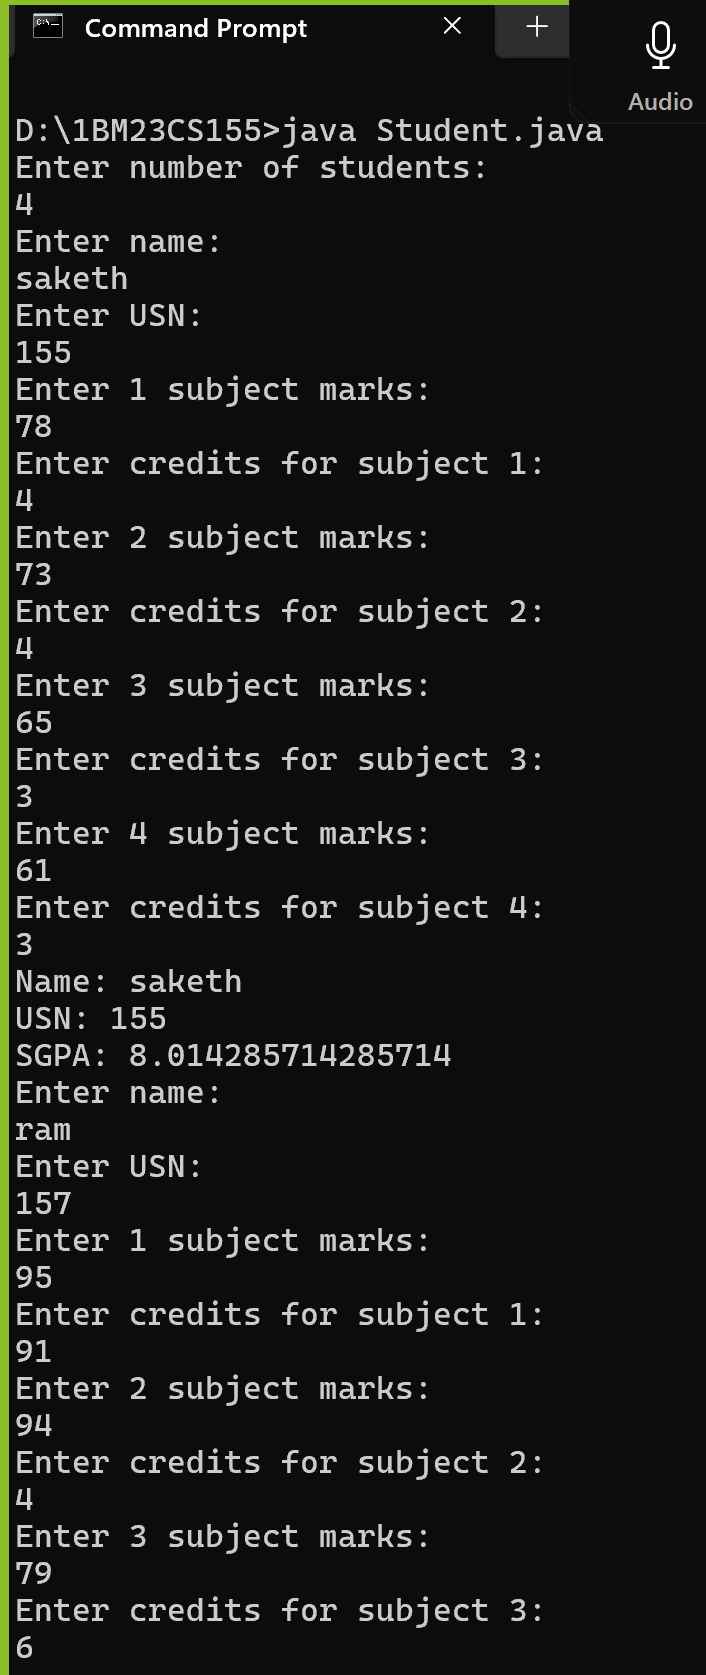 Command Prompt
Audio
D:\1BM23CS155>java Student.java
Enter number of students:
4
Enter name:
saketh
Enter USN:
155
Enter 1 subject marks:
78
Enter credits for subject 1:
4
Enter 2 subject marks:
73
Enter credits for subject 2:
4
Enter 3 subject marks:
65
Enter credits for subject 3:
3
Enter 4 subject marks:
61
Enter credits for subject 4:
3
Name: saketh
USN: 155
SGPA: 8.014285714285714
Enter name:
ram
Enter USN:
157
Enter 1 subject marks:
95
Enter credits for subject 1:
91
Enter 2 subject marks:
94
Enter credits for subject 2:
4
Enter 3 subject marks:
79
Enter credits for subject 3:
6